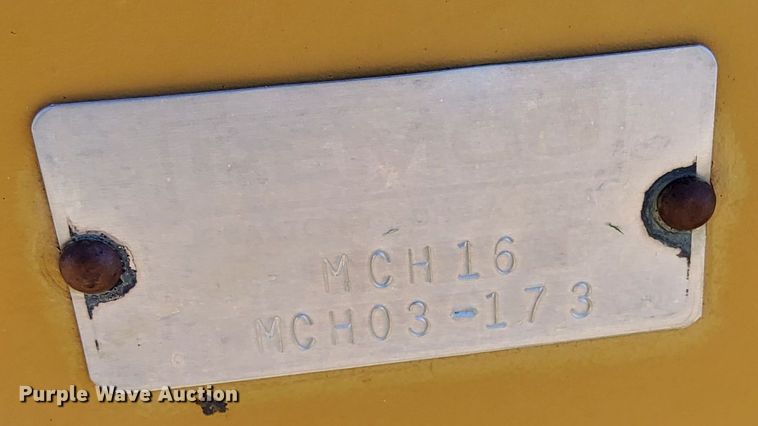 MCH16
MCH03-173
Purple Wave Auction